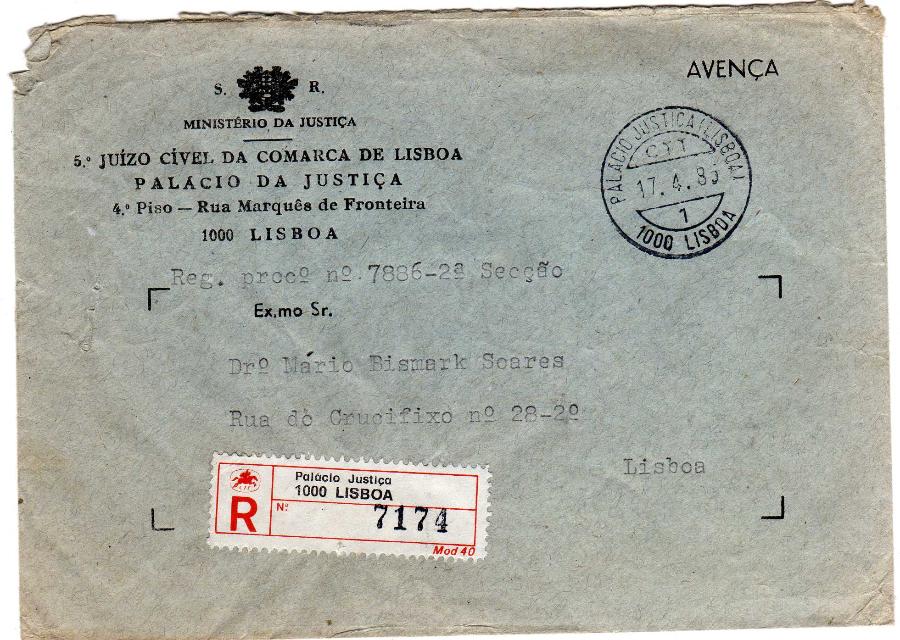 S. R.
AVENÇA
MINISTÉRIO DA JUSTIÇA
5.º JUÍZO CÍVEL DA COMARCA DE LISBOA
PALÁCIO DA JUSTIÇA
4.º Piso — Rua Marquês de Fronteira
1000 LISBOA
PALÁCIO JUSTIÇA (LISBOA)
CTT
17.4.8
1
1000 LISBOA
Reg. procº nº 7886-2ª Secção
Ex.mo Sr.
Drº Mário Bismark Soares
Rua do Crucifixo nº 28-2º
Lisboa
Palácio Justiça
1000 LISBOA
R
Nº 7174
Mod 40